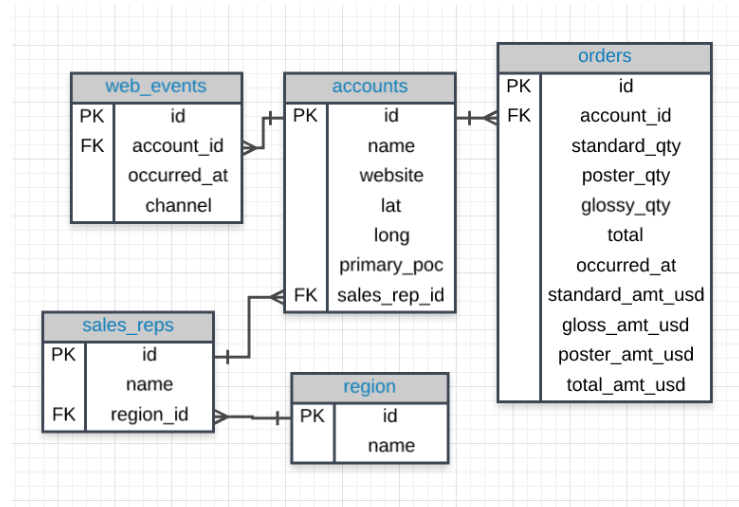 web_events
PK id
FK account_id
occurred_at
channel
accounts
PK id
name
website
lat
long
primary_poc
FK sales_rep_id
orders
PK id
FK account_id
standard_qty
poster_qty
glossy_qty
total
occurred_at
standard_amt_usd
gloss_amt_usd
poster_amt_usd
total_amt_usd
sales_reps
PK id
name
FK region_id
region
PK id
name